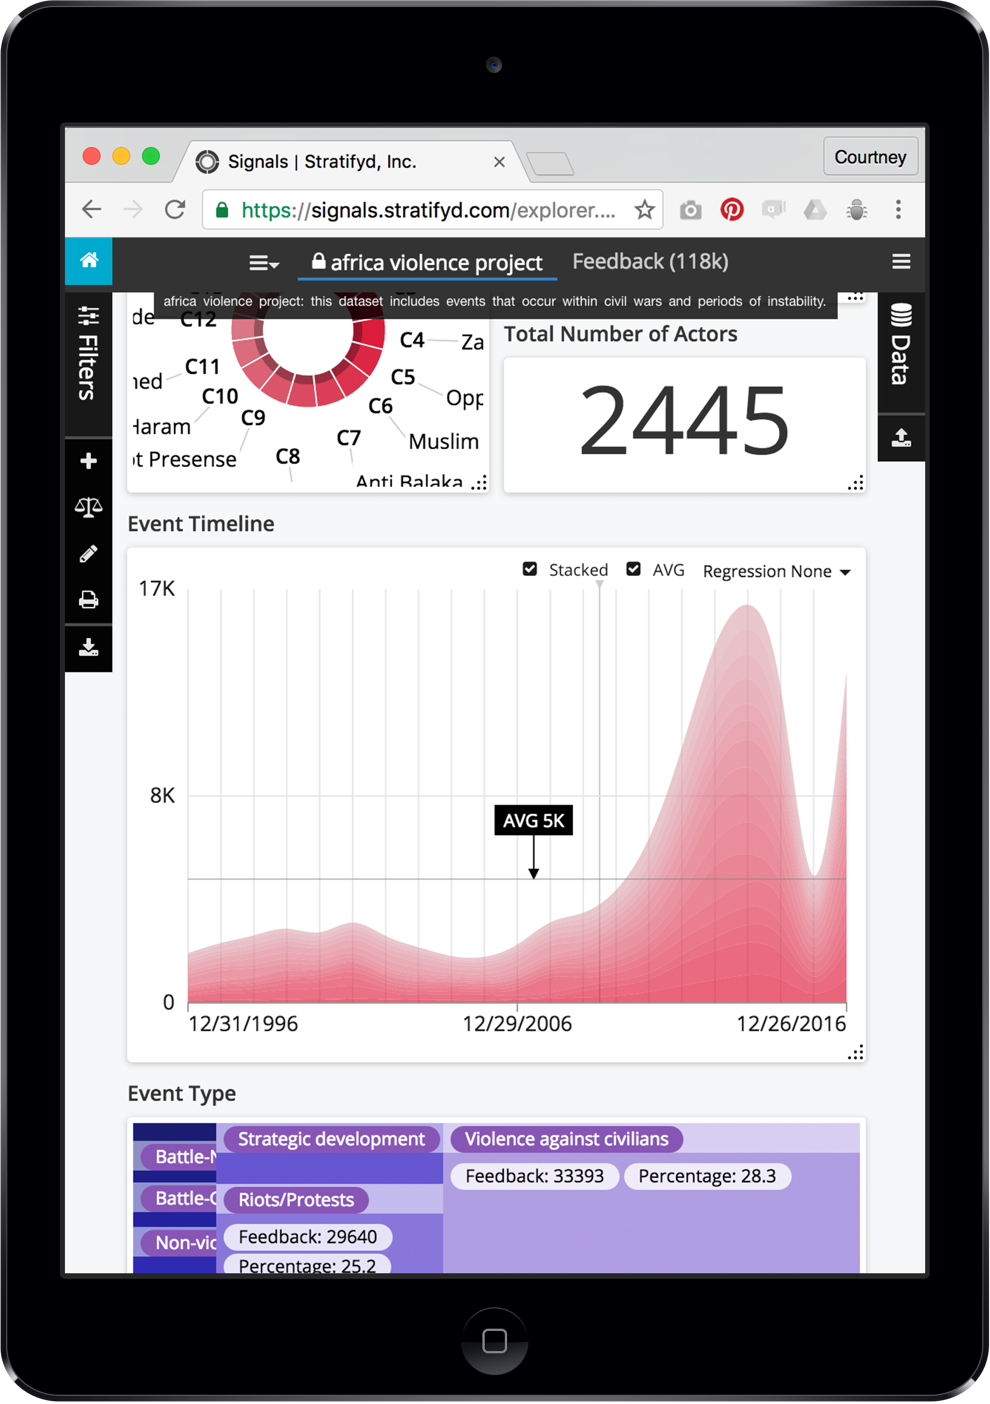 Signals | Stratifyd, Inc.
Courtney
https://signals.stratifyd.com/explorer....
africa violence project
Feedback (118k)
africa violence project: this dataset includes events that occur within civil wars and periods of instability.
Filters
Data
de
C12
C4
Za
C11
C5
ned
C10
Opp
C6
Haram
C9
C7
Muslim
t Presense
C8
Anti Balaka
Total Number of Actors
2445
Event Timeline
Stacked
AVG
Regression None
17K
8K
AVG 5K
0
12/31/1996
12/29/2006
12/26/2016
Event Type
Battle-N
Battle-C
Non-vic
Strategic development
Violence against civilians
Feedback: 33393
Percentage: 28.3
Riots/Protests
Feedback: 29640
Percentage: 25.2